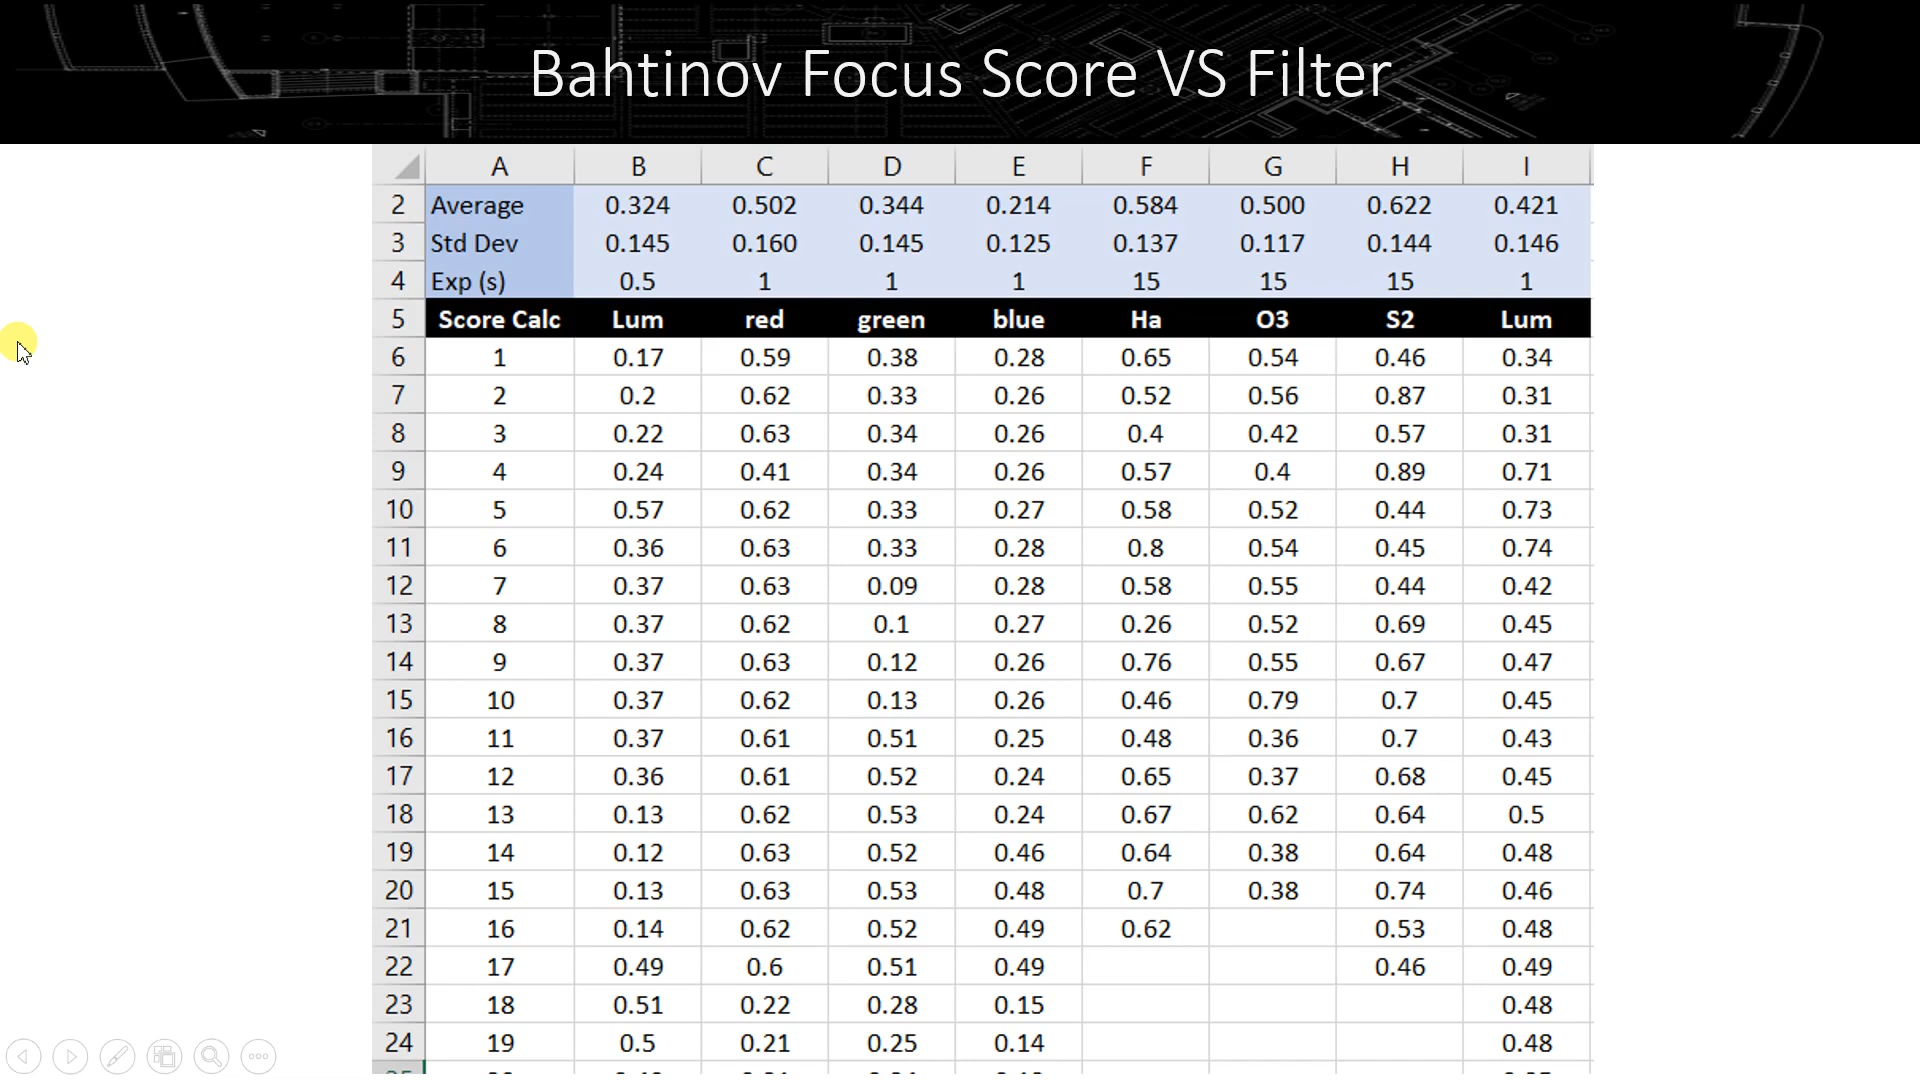 Bahtinov Focus Score VS Filter
A B C D E F G H I
2 Average 0.324 0.502 0.344 0.214 0.584 0.500 0.622 0.421
3 Std Dev 0.145 0.160 0.145 0.125 0.137 0.117 0.144 0.146
4 Exp (s) 0.5 1 1 1 15 15 15 1
5 Score Calc Lum red green blue Ha O3 S2 Lum
6 1 0.17 0.59 0.38 0.28 0.65 0.54 0.46 0.34
7 2 0.2 0.62 0.33 0.26 0.52 0.56 0.87 0.31
8 3 0.22 0.63 0.34 0.26 0.4 0.42 0.57 0.31
9 4 0.24 0.41 0.34 0.26 0.57 0.4 0.89 0.71
10 5 0.57 0.62 0.33 0.27 0.58 0.52 0.44 0.73
11 6 0.36 0.63 0.33 0.28 0.8 0.54 0.45 0.74
12 7 0.37 0.63 0.09 0.28 0.58 0.55 0.44 0.42
13 8 0.37 0.62 0.1 0.27 0.26 0.52 0.69 0.45
14 9 0.37 0.63 0.12 0.26 0.76 0.55 0.67 0.47
15 10 0.37 0.62 0.13 0.26 0.46 0.79 0.7 0.45
16 11 0.37 0.61 0.51 0.25 0.48 0.36 0.7 0.43
17 12 0.36 0.61 0.52 0.24 0.65 0.37 0.68 0.45
18 13 0.13 0.62 0.53 0.24 0.67 0.62 0.64 0.5
19 14 0.12 0.63 0.52 0.46 0.64 0.38 0.64 0.48
20 15 0.13 0.63 0.53 0.48 0.7 0.38 0.74 0.46
21 16 0.14 0.62 0.52 0.49 0.62 0.53 0.48
22 17 0.49 0.6 0.51 0.49 0.46 0.49
23 18 0.51 0.22 0.28 0.15 0.48
24 19 0.5 0.21 0.25 0.14 0.48